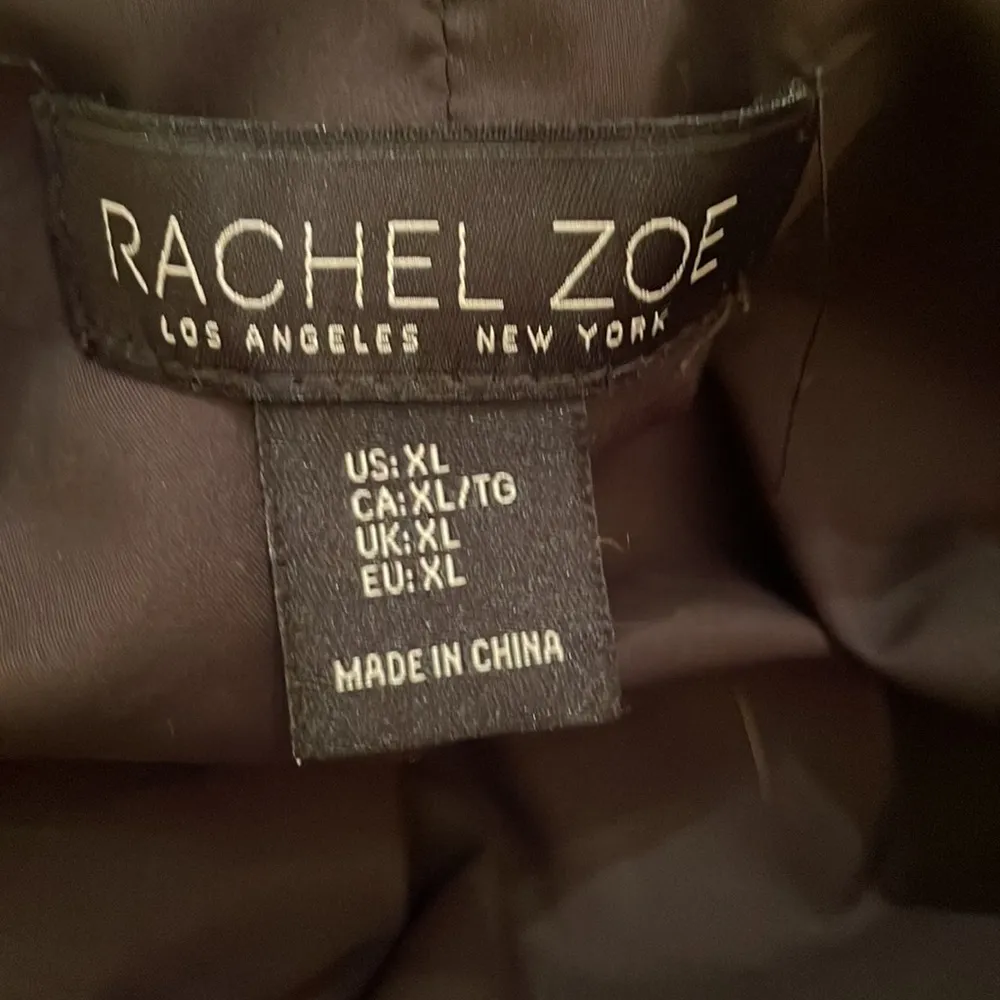 RACHEL ZOE
LOS ANGELES NEW YORK
US: XL
CA: XL/TG
UK: XL
EU: XL
MADE IN CHINA